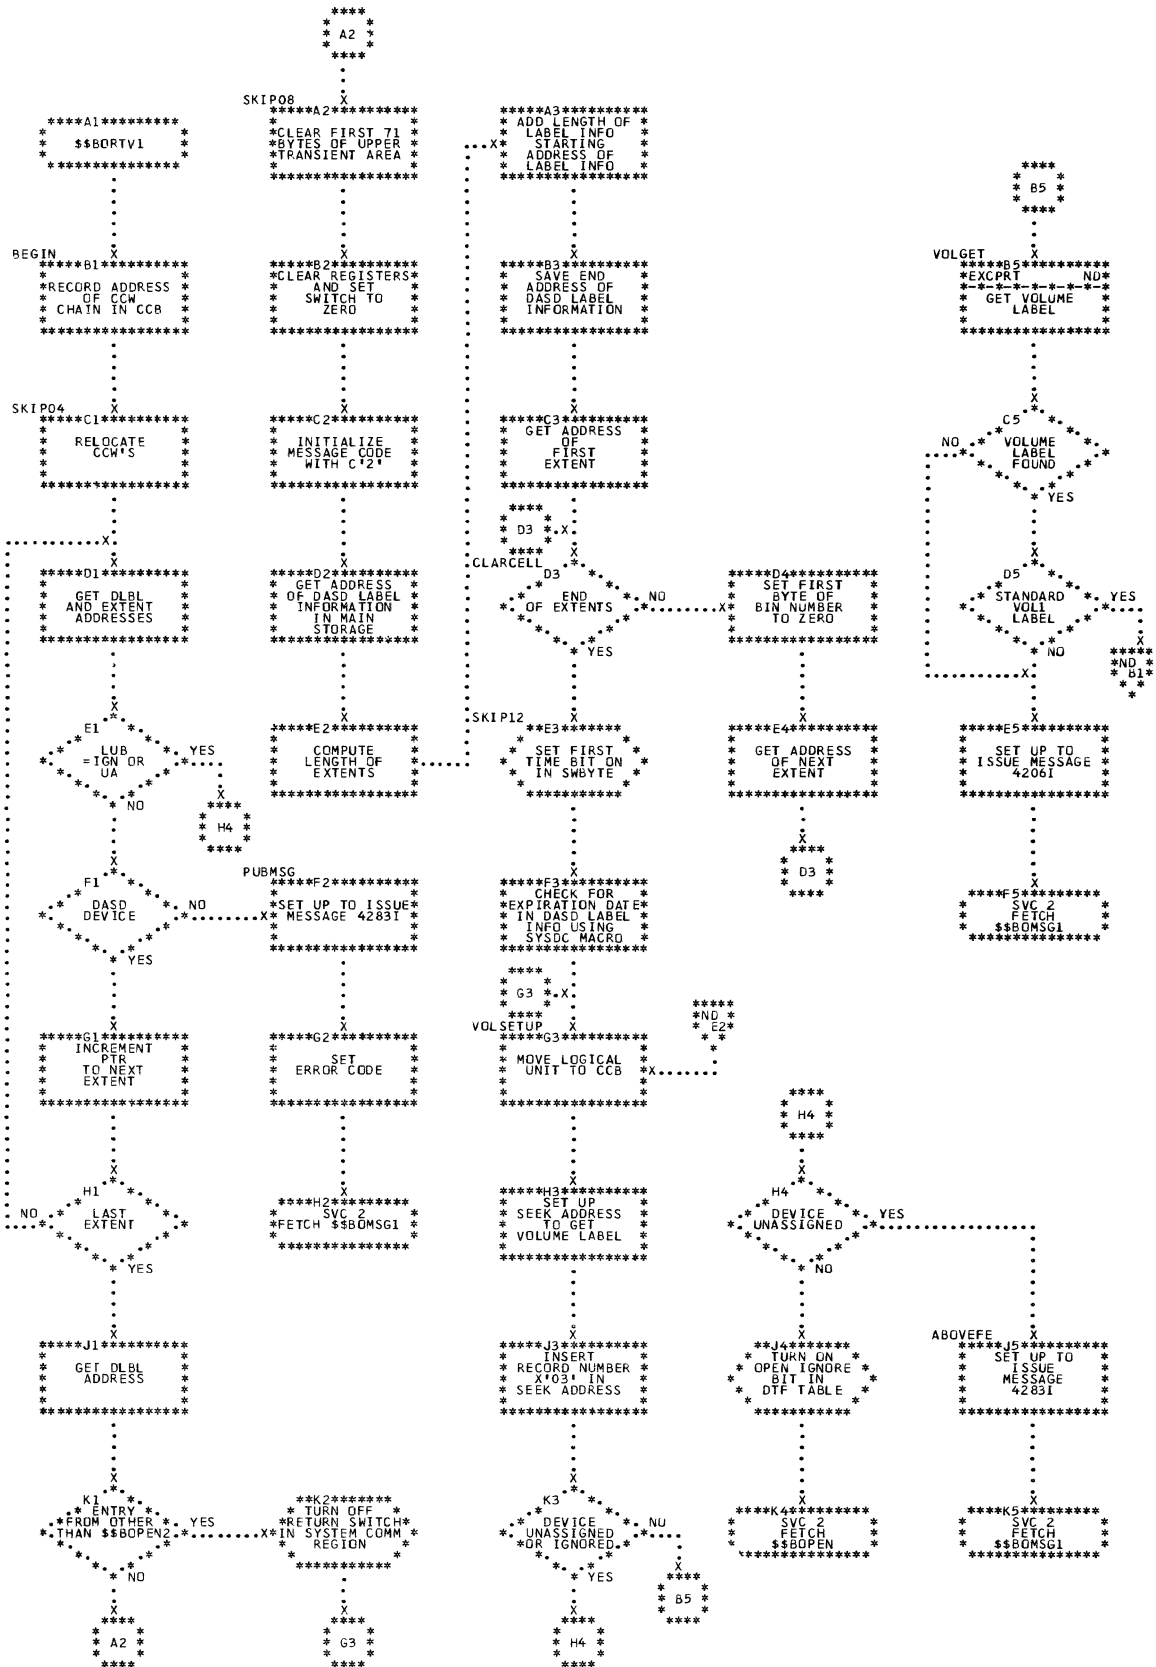 A2
SKIP08
A1
$$BORTV1
A2
CLEAR FIRST 71
BYTES OF UPPER
TRANSIENT AREA
A3
ADD LENGTH OF
LABEL INFO
STARTING
ADDRESS OF
LABEL INFO
B5
BEGIN
B1
RECORD ADDRESS
OF CCW
CHAIN IN CCB
B2
CLEAR REGISTERS
AND SET
SWITCH TO
ZERO
B3
SAVE END
ADDRESS OF
DASD LABEL
INFORMATION
VOLGET
B5
EXCPRT ND
GET VOLUME
LABEL
SKIP04
C1
RELOCATE
CCW'S
C2
INITIALIZE
MESSAGE CODE
WITH C'2'
C3
GET ADDRESS
OF
FIRST
EXTENT
C5
NO
VOLUME
LABEL
FOUND
YES
D3
CLARCELL
D1
GET DLBL
AND EXTENT
ADDRESSES
D2
GET ADDRESS
OF DASD LABEL
INFORMATION
IN MAIN
STORAGE
D3
END
OF EXTENTS
NO
YES
D4
SET FIRST
BYTE OF
BIN NUMBER
TO ZERO
D5
STANDARD
VOL1
LABEL
YES
NO
ND
B1
SKIP12
E1
LUB
=IGN OR
UA
YES
NO
E2
COMPUTE
LENGTH OF
EXTENTS
E3
SET FIRST
TIME BIT ON
IN SWBYTE
E4
GET ADDRESS
OF NEXT
EXTENT
E5
SET UP TO
ISSUE MESSAGE
4206I
H4
D3
PUBMSG
F1
DASD
DEVICE
NO
YES
F2
SET UP TO ISSUE
MESSAGE 4283I
F3
CHECK FOR
EXPIRATION DATE
IN DASD LABEL
INFO USING
SYSDC MACRO
F5
SVC 2
FETCH
$$BOMSG1
G3
ND
E2
VOLSETUP
G1
INCREMENT
PTR
TO NEXT
EXTENT
G2
SET
ERROR CODE
G3
MOVE LOGICAL
UNIT TO CCB
H4
H1
NO
LAST
EXTENT
YES
H2
SVC 2
FETCH $$BOMSG1
H3
SET UP
SEEK ADDRESS
TO GET
VOLUME LABEL
H4
DEVICE
UNASSIGNED
YES
NO
J1
GET DLBL
ADDRESS
J3
INSERT
RECORD NUMBER
X'03' IN
SEEK ADDRESS
J4
TURN ON
OPEN IGNORE
BIT IN
DTF TABLE
ABOVEFE
J5
SET UP TO
ISSUE
MESSAGE
4283I
K1
ENTRY
FROM OTHER
THAN $$BOPEN2
YES
NO
K2
TURN OFF
RETURN SWITCH
IN SYSTEM COMM
REGION
K3
DEVICE
UNASSIGNED
OR IGNORED
NO
YES
K4
SVC 2
FETCH
$$BOPEN
K5
SVC 2
FETCH
$$BOMSG1
B5
A2
G3
H4